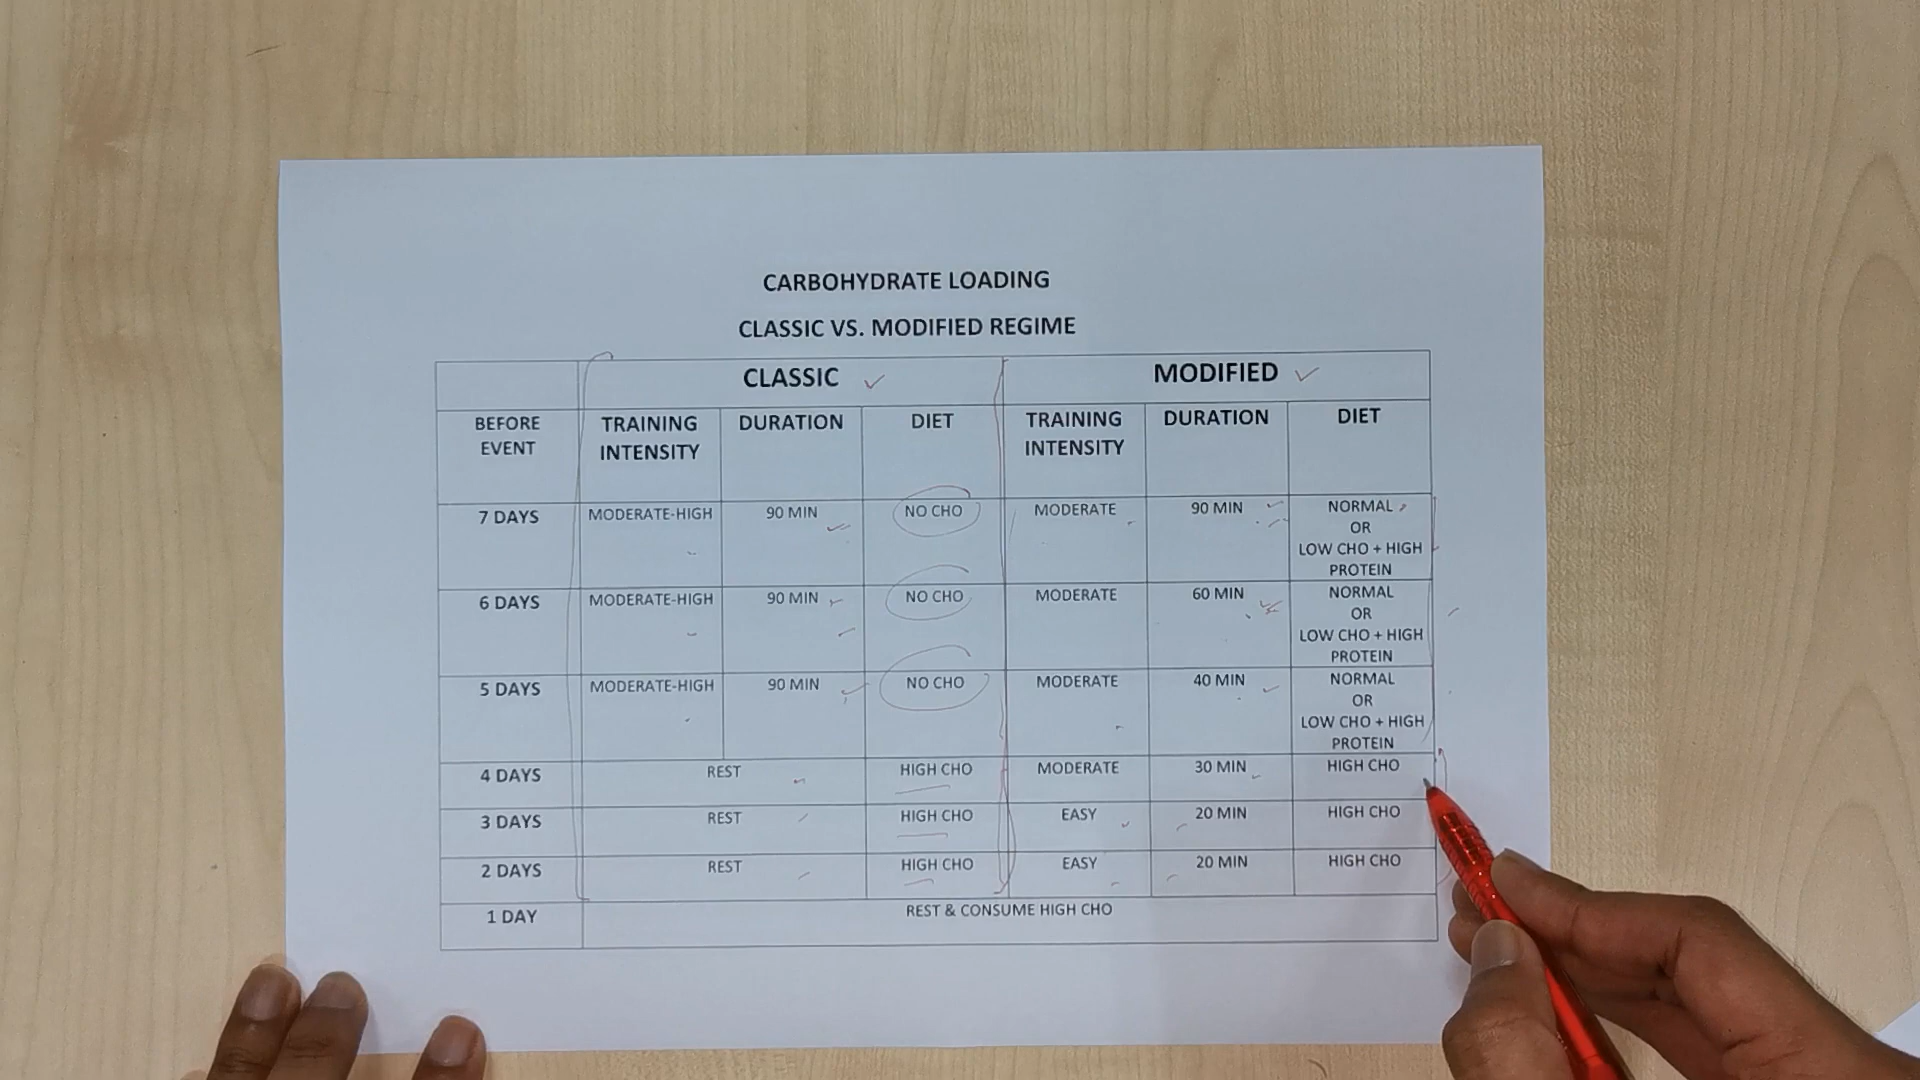 CARBOHYDRATE LOADING
CLASSIC VS. MODIFIED REGIME
CLASSIC MODIFIED
BEFORE EVENT TRAINING INTENSITY DURATION DIET TRAINING INTENSITY DURATION DIET
7 DAYS MODERATE-HIGH 90 MIN NO CHO MODERATE 90 MIN NORMAL
OR
LOW CHO + HIGH
PROTEIN
6 DAYS MODERATE-HIGH 90 MIN NO CHO MODERATE 60 MIN NORMAL
OR
LOW CHO + HIGH
PROTEIN
5 DAYS MODERATE-HIGH 90 MIN NO CHO MODERATE 40 MIN NORMAL
OR
LOW CHO + HIGH
PROTEIN
4 DAYS REST HIGH CHO MODERATE 30 MIN HIGH CHO
3 DAYS REST HIGH CHO EASY 20 MIN HIGH CHO
2 DAYS REST HIGH CHO EASY 20 MIN HIGH CHO
1 DAY REST & CONSUME HIGH CHO